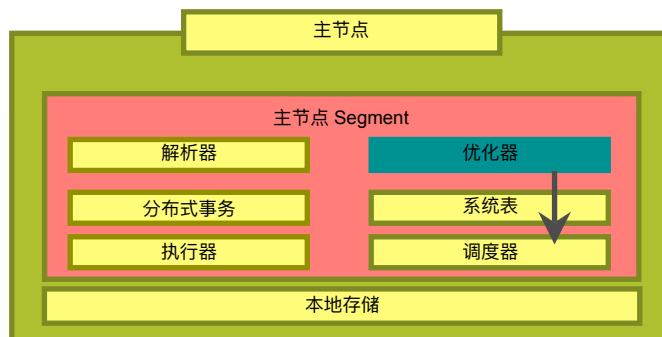 主节点
主节点 Segment
解析器
优化器
分布式事务
系统表
执行器
调度器
本地存储